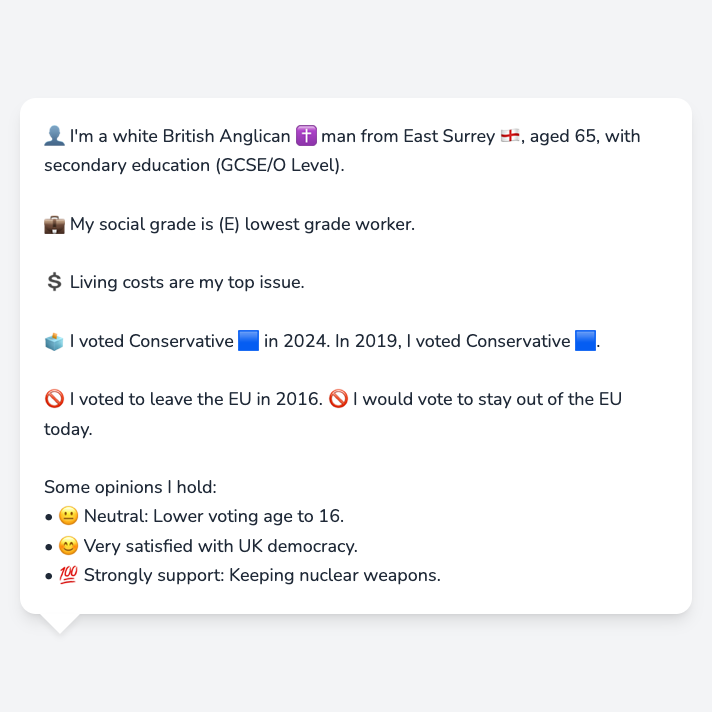 👤 I'm a white British Anglican ✝️ man from East Surrey 🏴󠁧󠁢󠁥󠁮󠁧󠁿, aged 65, with
secondary education (GCSE/O Level).
💼 My social grade is (E) lowest grade worker.
💲 Living costs are my top issue.
🗳️ I voted Conservative 🟦 in 2024. In 2019, I voted Conservative 🟦.
🚫 I voted to leave the EU in 2016. 🚫 I would vote to stay out of the EU
today.
Some opinions I hold:
• 😐 Neutral: Lower voting age to 16.
• 😊 Very satisfied with UK democracy.
• 💯 Strongly support: Keeping nuclear weapons.